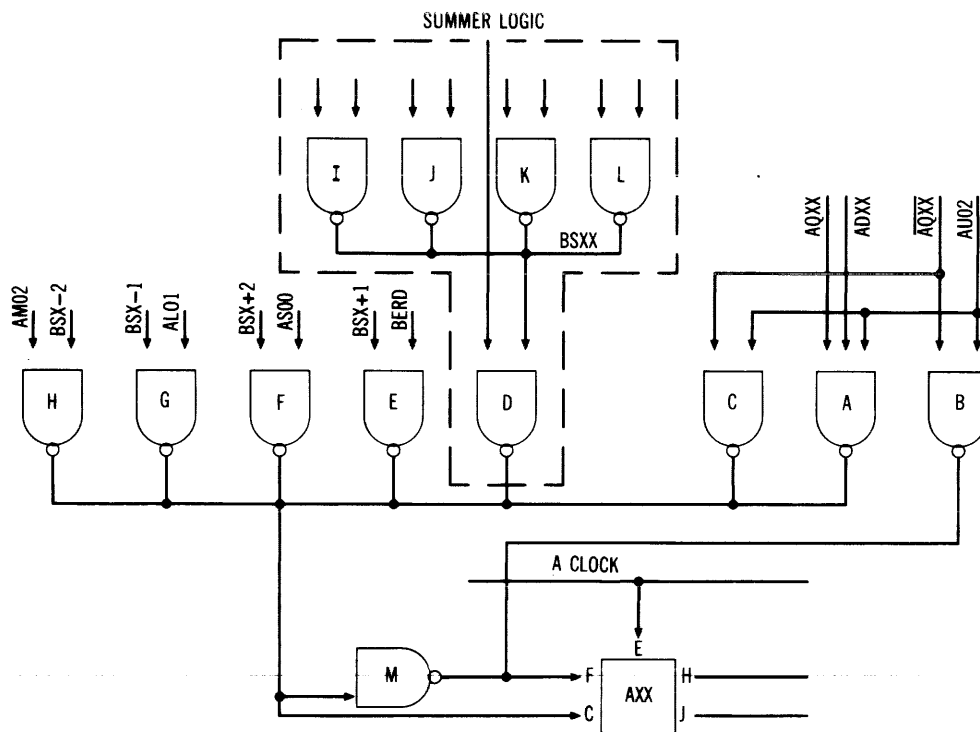 SUMMER LOGIC
I J K L
BSXX
AQXX ADXX AQXX AU02
AM02 BSX-2 BSX-1 AL01 BSX+2 AS00 BSX+1 BERD
H G F E D C A B
A CLOCK
E
M F AXX H
C J